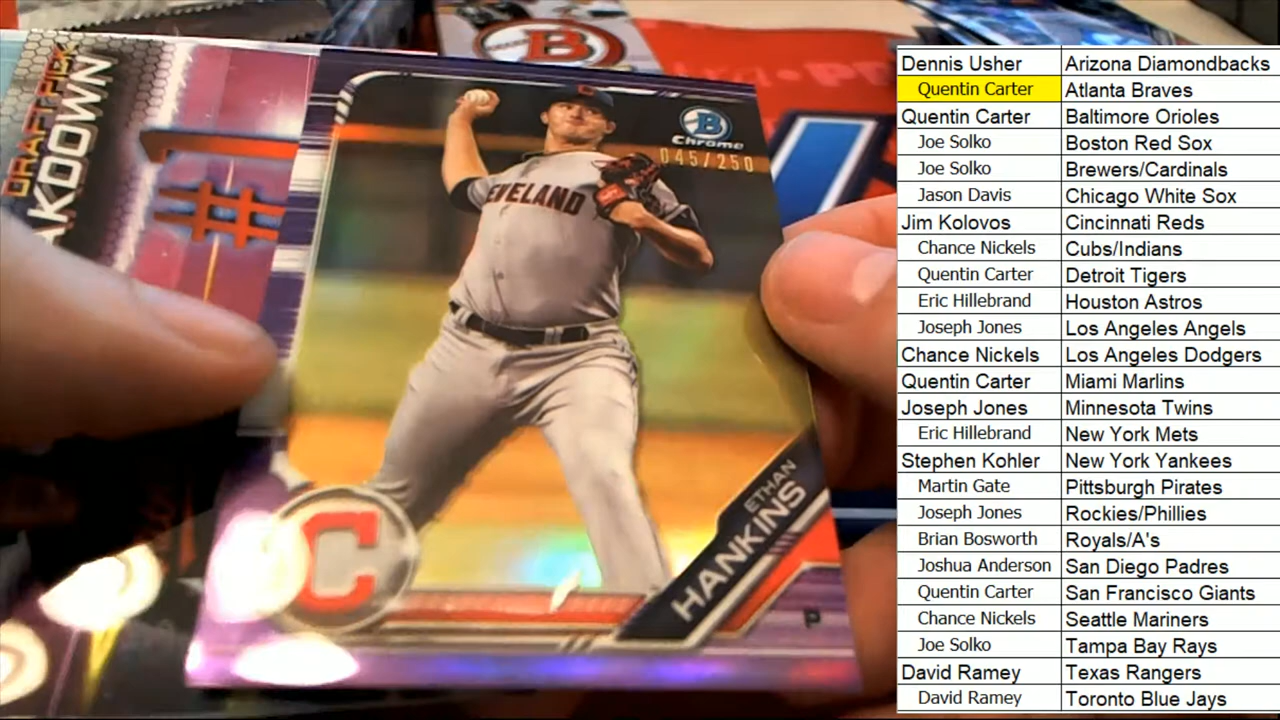 DRAFT PICK
AKDOWN
#1
B
B
Chrome
045/250
EVELAND
C
ETHAN
HANKINS
P
Dennis Usher Arizona Diamondbacks
Quentin Carter Atlanta Braves
Quentin Carter Baltimore Orioles
Joe Solko Boston Red Sox
Joe Solko Brewers/Cardinals
Jason Davis Chicago White Sox
Jim Kolovos Cincinnati Reds
Chance Nickels Cubs/Indians
Quentin Carter Detroit Tigers
Eric Hillebrand Houston Astros
Joseph Jones Los Angeles Angels
Chance Nickels Los Angeles Dodgers
Quentin Carter Miami Marlins
Joseph Jones Minnesota Twins
Eric Hillebrand New York Mets
Stephen Kohler New York Yankees
Martin Gate Pittsburgh Pirates
Joseph Jones Rockies/Phillies
Brian Bosworth Royals/A's
Joshua Anderson San Diego Padres
Quentin Carter San Francisco Giants
Chance Nickels Seattle Mariners
Joe Solko Tampa Bay Rays
David Ramey Texas Rangers
David Ramey Toronto Blue Jays